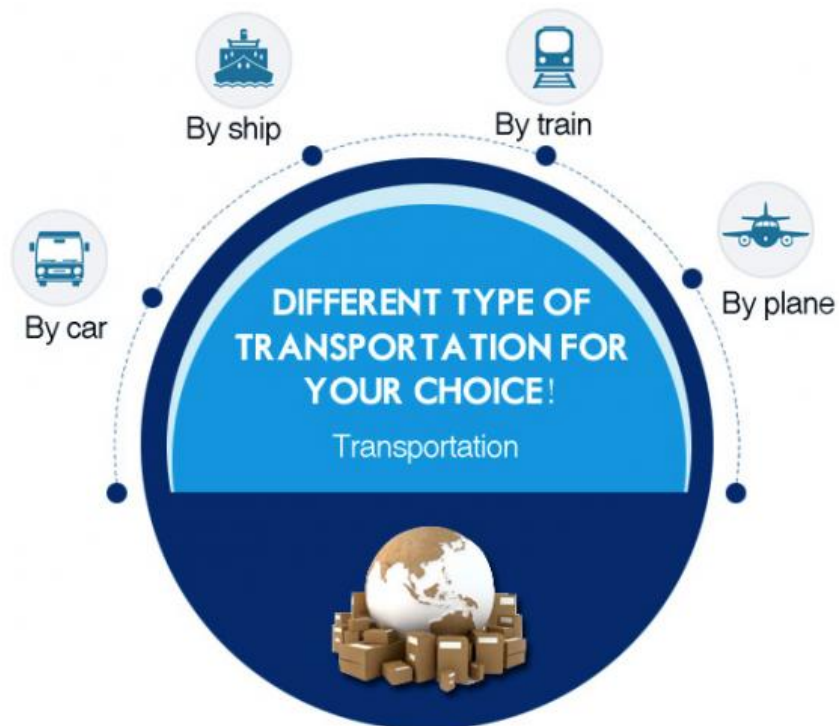 By ship
By train
By car
By plane
DIFFERENT TYPE OF
TRANSPORTATION FOR
YOUR CHOICE!
Transportation